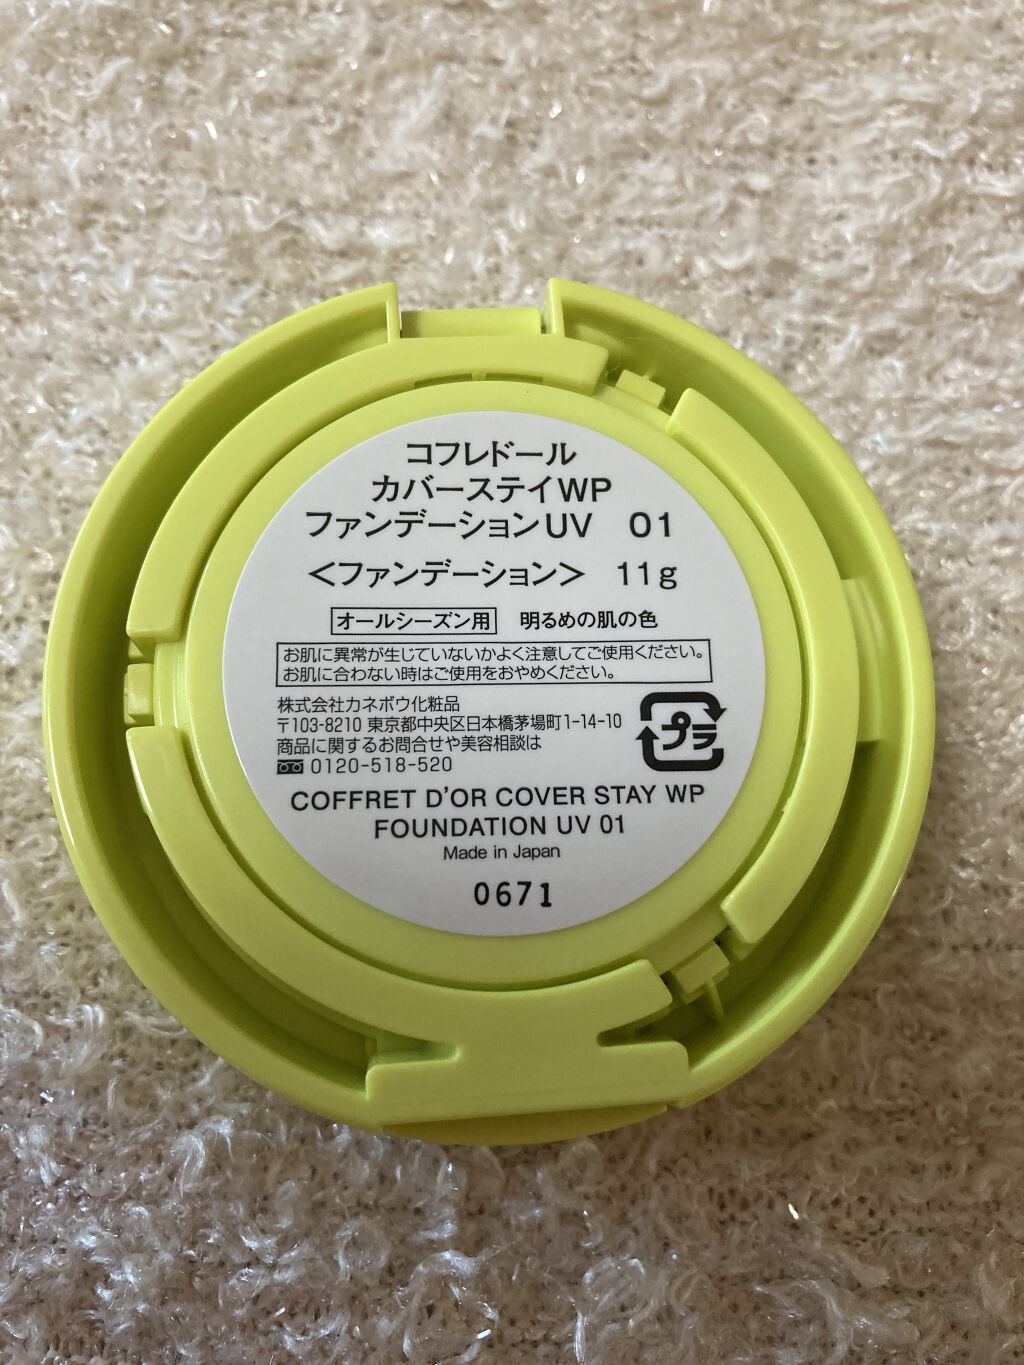 コフレドール
カバーステイWP
ファンデーションUV 01
＜ファンデーション＞ 11g
オールシーズン用 明るめの肌の色
お肌に異常が生じていないかよく注意してご使用ください。
お肌に合わない時はご使用をおやめください。
株式会社カネボウ化粧品
〒103-8210 東京都中央区日本橋茅場町1-14-10
商品に関するお問合せや美容相談は
0120-518-520
プラ
COFFRET D'OR COVER STAY WP
FOUNDATION UV 01
Made in Japan
0671